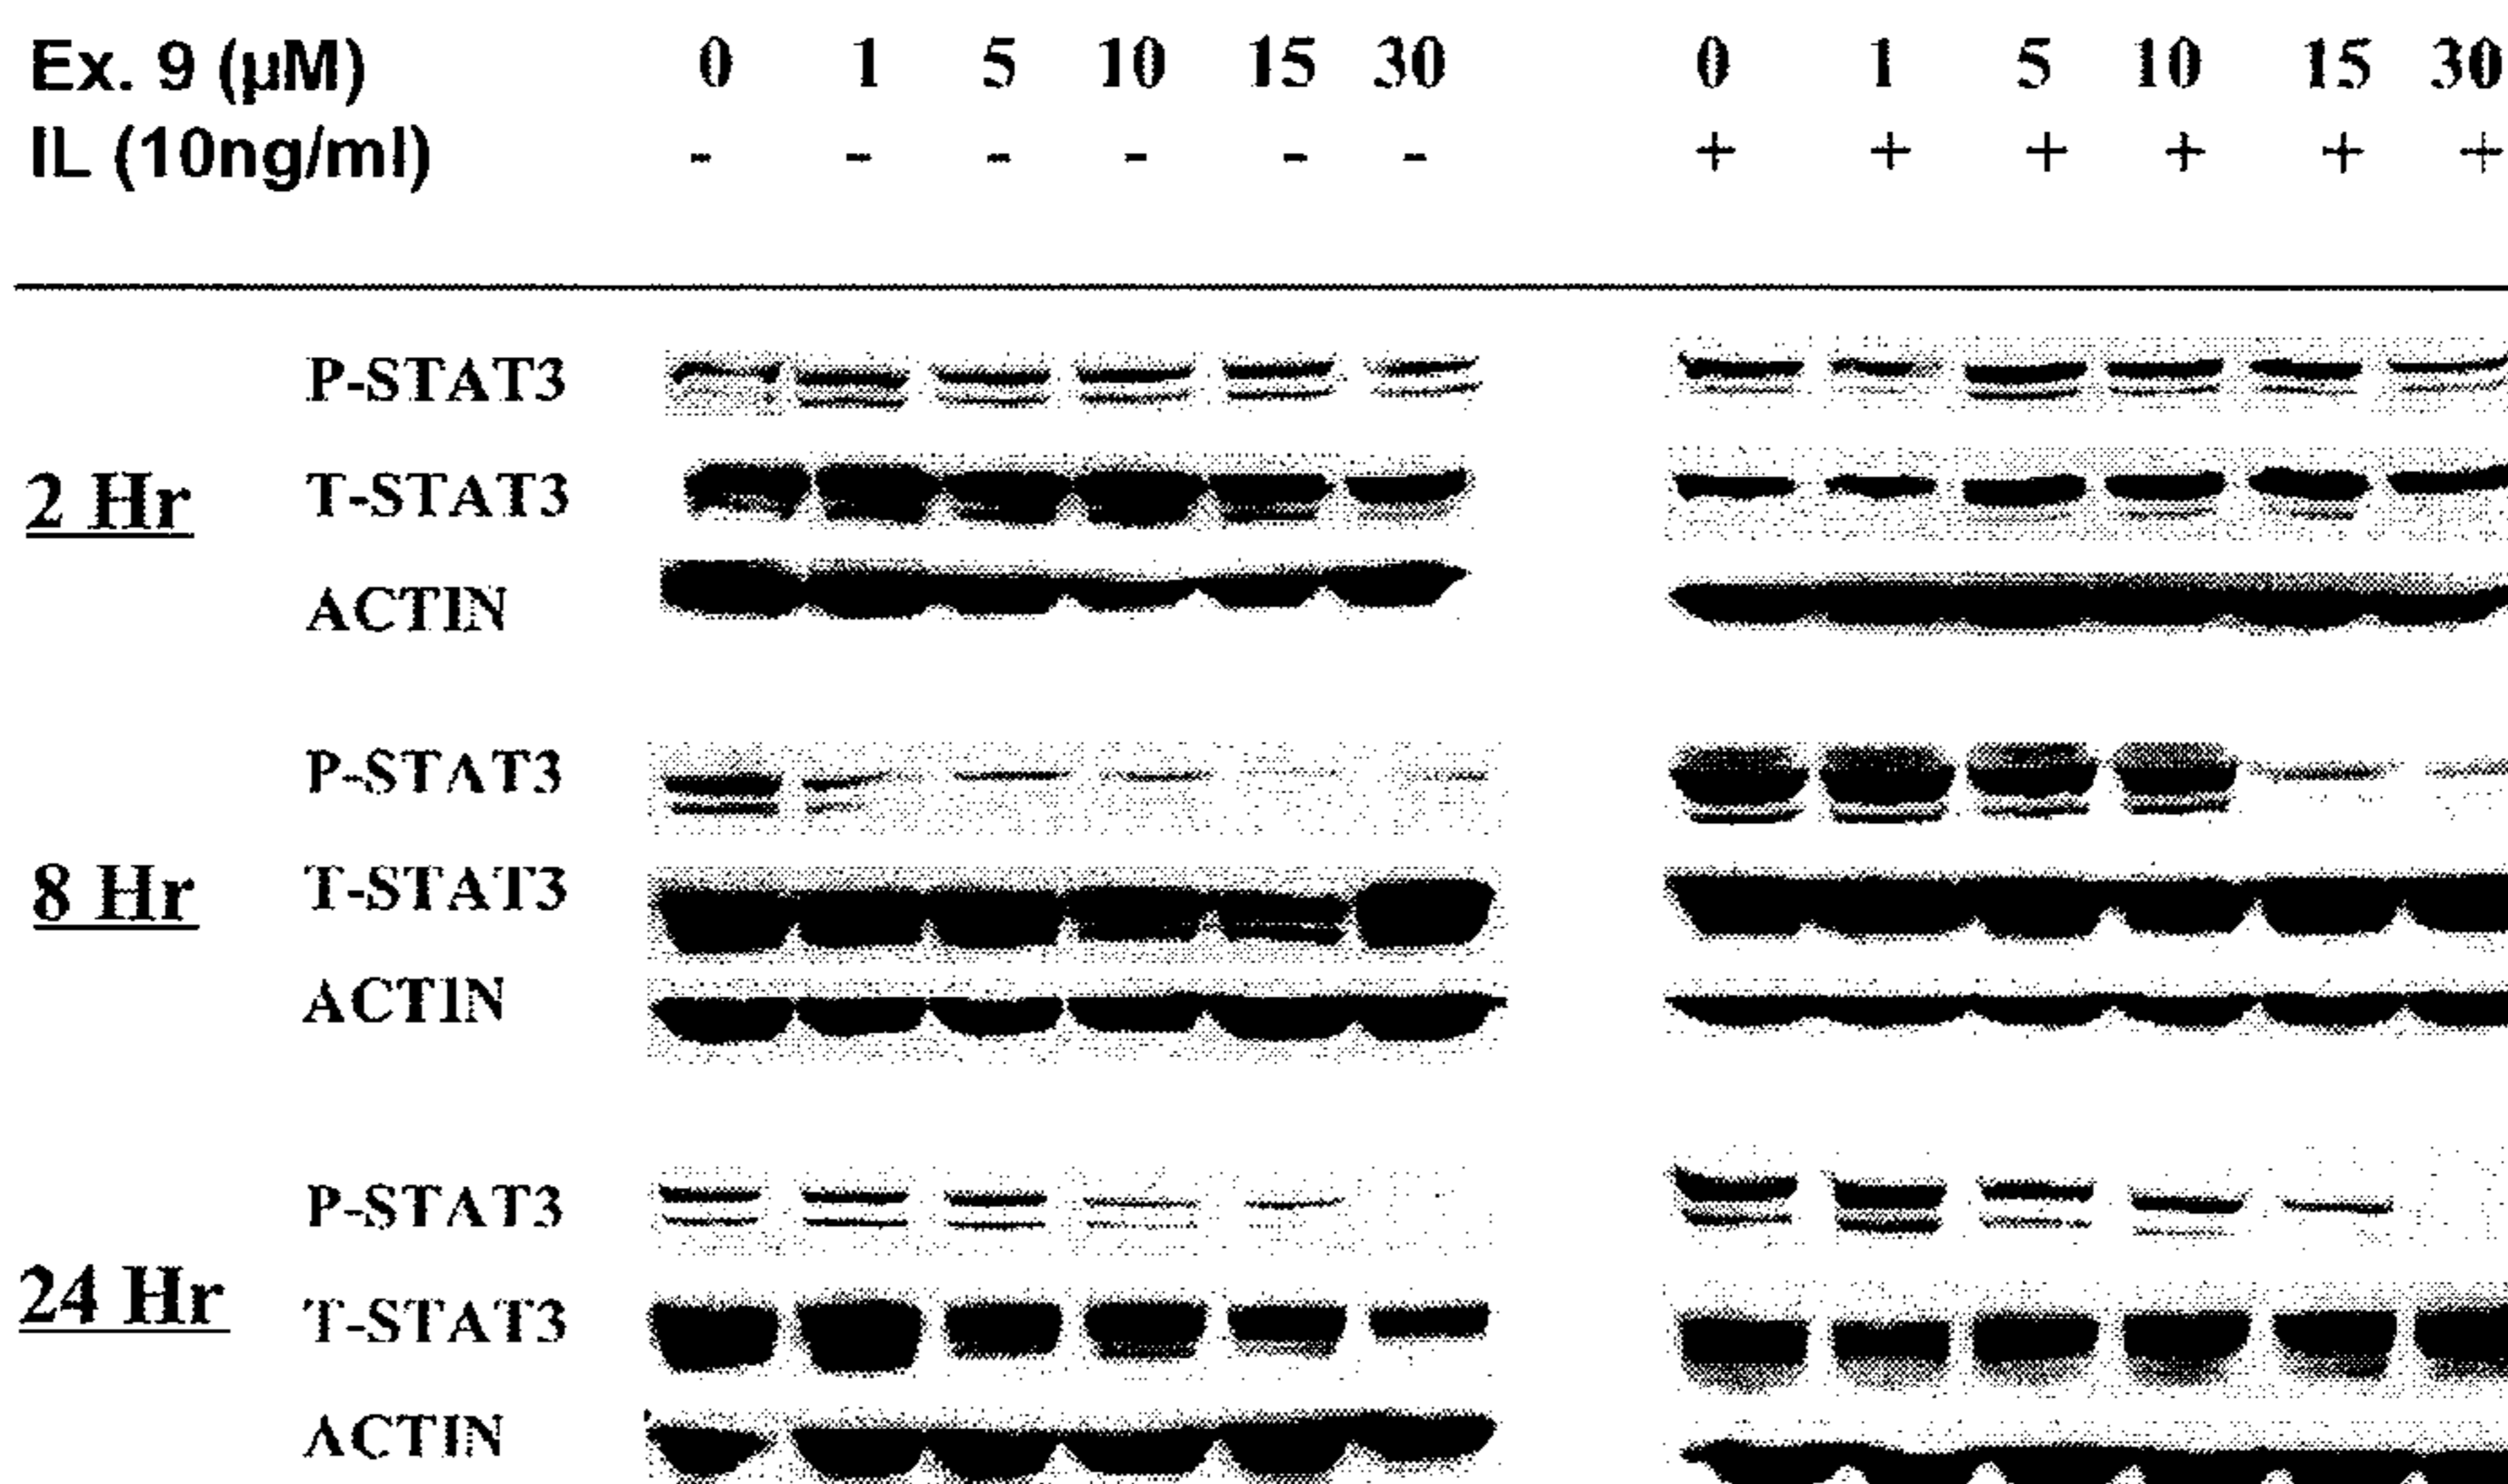 Ex. 9 (µM) 0 1 5 10 15 30 0 1 5 10 15 30
IL (10ng/ml) - - - - - - + + + + + +
P-STAT3
2 Hr T-STAT3
ACTIN
P-STAT3
8 Hr T-STAT3
ACTIN
P-STAT3
24 Hr T-STAT3
ACTIN